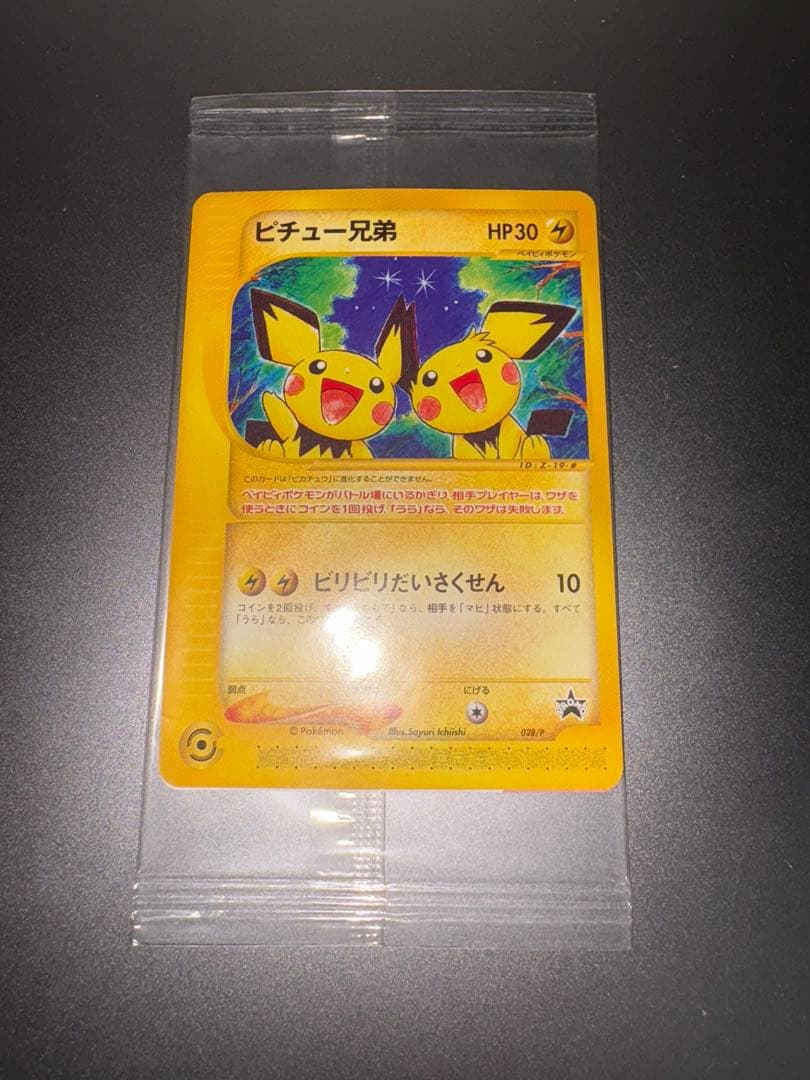 ピチュー兄弟 HP30
ベイビィポケモン
ID:Z-19-#
このカードは「ピカチュウ」に進化することができません。
ベイビィポケモンがバトル場にいるかぎり、相手プレイヤーは、ワザを
使うときにコインを1回投げ、「うら」なら、そのワザは失敗します。
ビリビリだいさくせん 10
コインを2回投げ、 なら、相手を「マヒ」状態にする。すべて
「うら」なら、この
弱点 にげる
© Pokémon Illus.Sayuri Ichiishi 028/P
PROMO